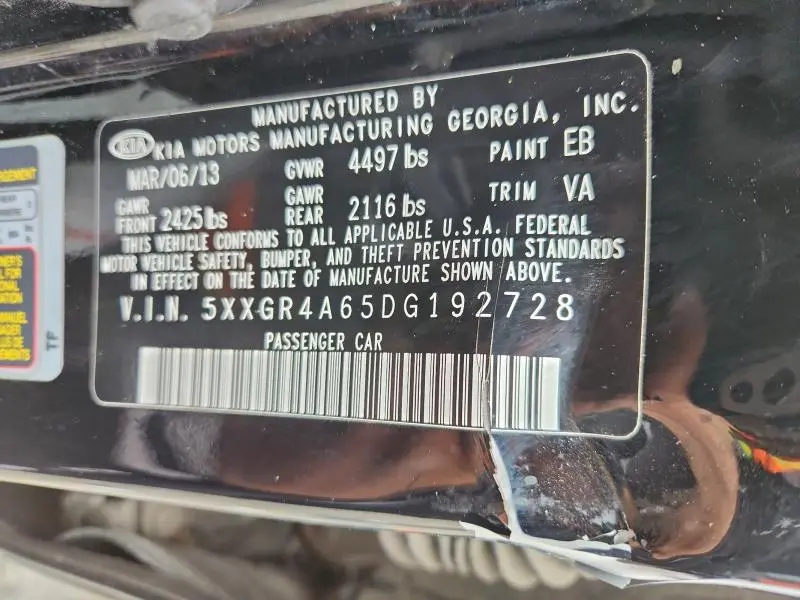 MANUFACTURED BY
KIA KIA MOTORS MANUFACTURING GEORGIA, INC.
MAR/06/13 GVWR 4497 lbs PAINT EB
GAWR FRONT 2425 lbs GAWR REAR 2116 lbs TRIM VA
THIS VEHICLE CONFORMS TO ALL APPLICABLE U.S.A. FEDERAL
MOTOR VEHICLE SAFETY, BUMPER, AND THEFT PREVENTION STANDARDS
IN EFFECT ON THE DATE OF MANUFACTURE SHOWN ABOVE.
V.I.N. 5XXGR4A65DG192728
PASSENGER CAR
TF